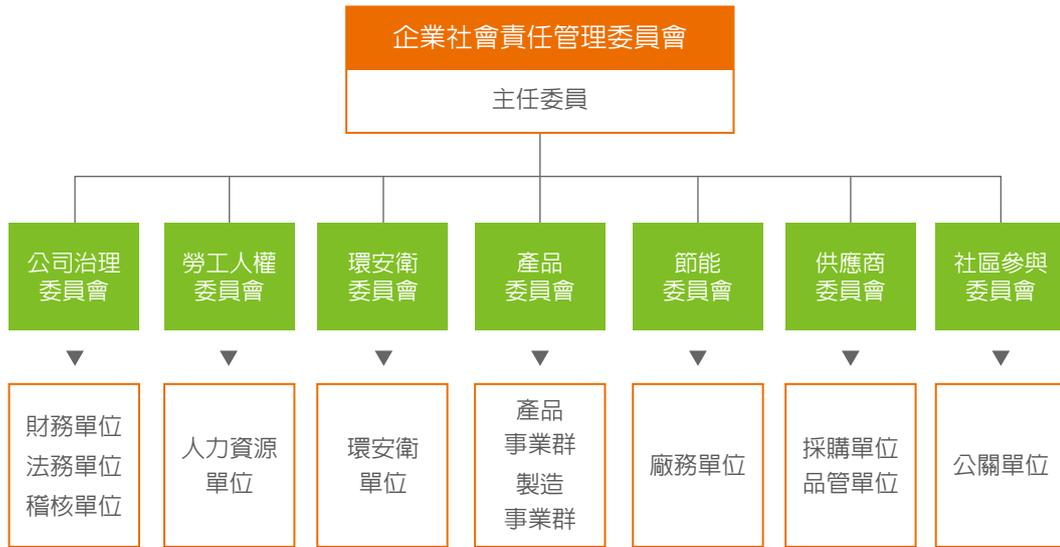 企業社會責任管理委員會
主任委員
公司治理
委員會
勞工人權
委員會
環安衛
委員會
產品
委員會
節能
委員會
供應商
委員會
社區參與
委員會
財務單位
法務單位
稽核單位
人力資源
單位
環安衛
單位
產品
事業群
製造
事業群
廠務單位
採購單位
品管單位
公關單位